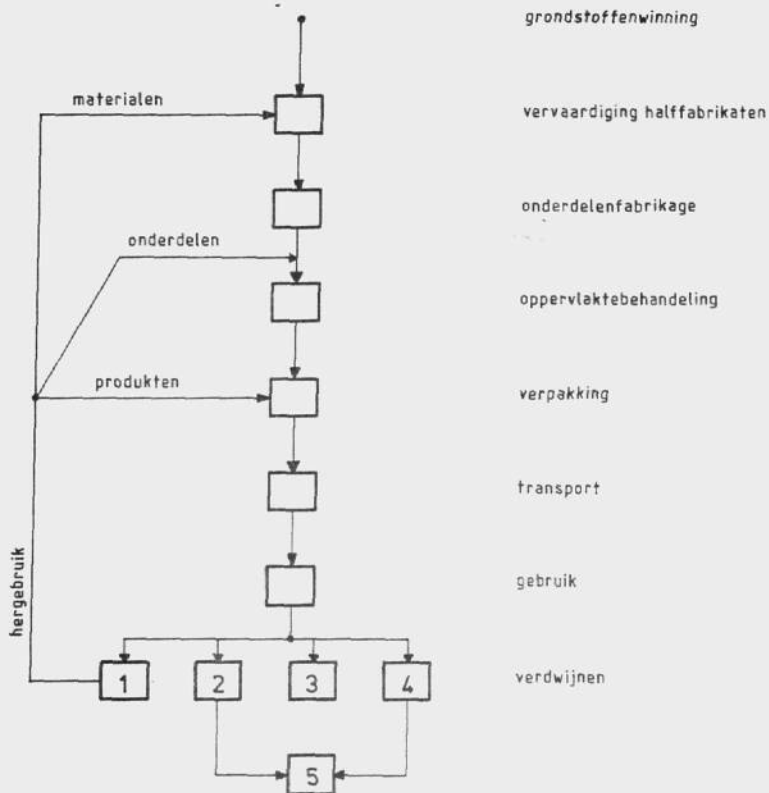 grondstoffenwinning
materialen
vervaardiging halffabrikaten
onderdelenfabrikage
onderdelen
oppervlaktebehandeling
produkten
verpakking
transport
gebruik
hergebruik
1 2 3 4
verdwijnen
5